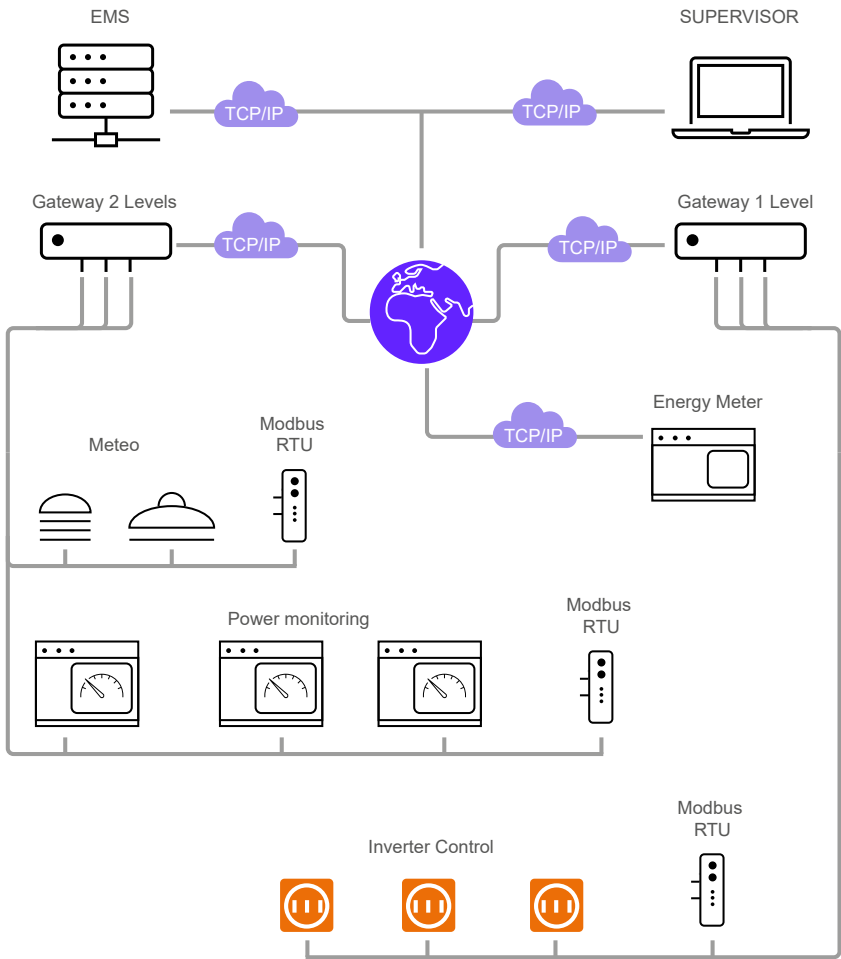 EMS
SUPERVISOR
TCP/IP
TCP/IP
Gateway 2 Levels
Gateway 1 Level
TCP/IP
TCP/IP
Energy Meter
TCP/IP
Meteo
Modbus
RTU
Power monitoring
Modbus
RTU
Inverter Control
Modbus
RTU